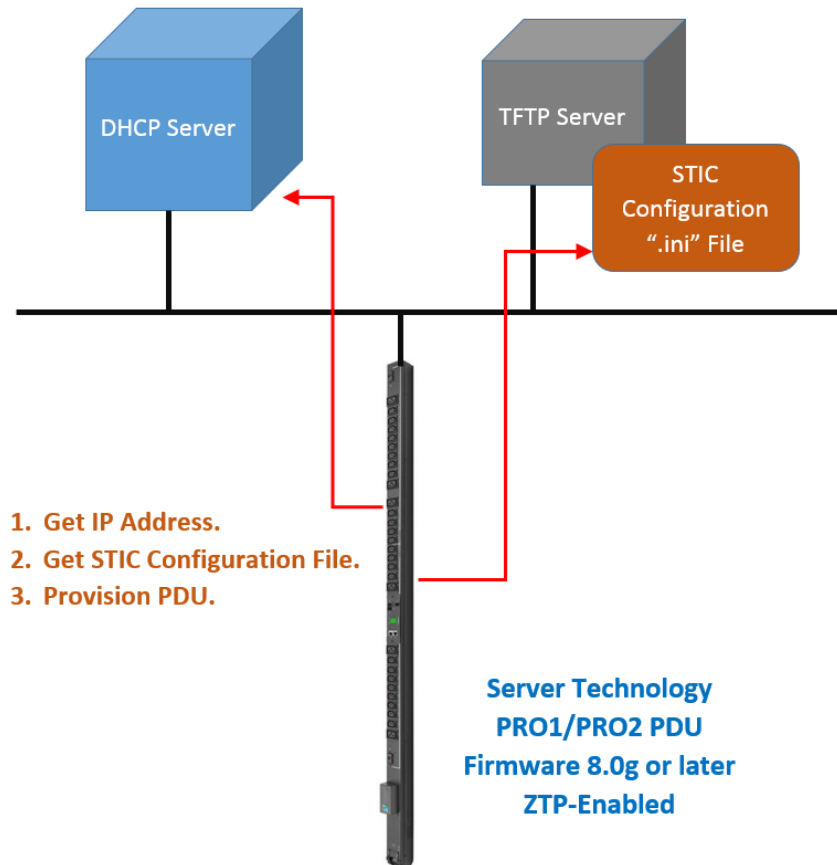 DHCP Server
TFTP Server
STIC
Configuration
“.ini” File
1. Get IP Address.
2. Get STIC Configuration File.
3. Provision PDU.
Server Technology
PRO1/PRO2 PDU
Firmware 8.0g or later
ZTP-Enabled